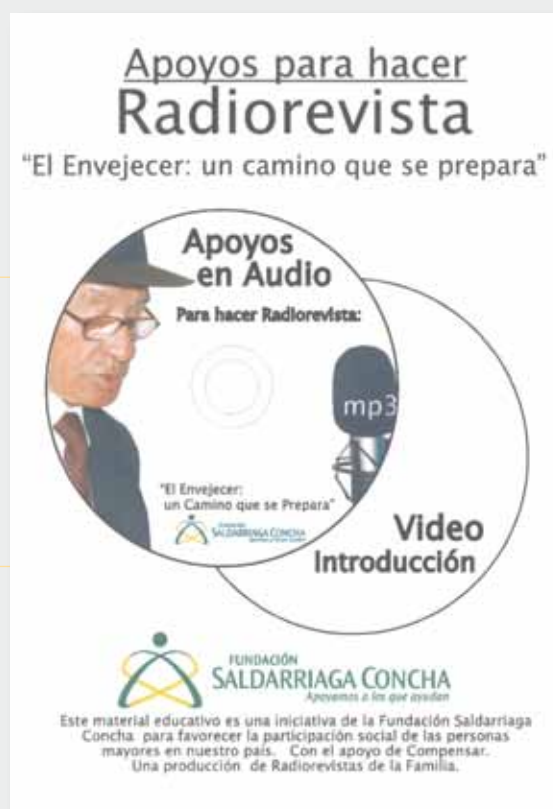 Apoyos para hacer
Radiorevista
"El Envejecer: un camino que se prepara"
Apoyos
en Audio
Para hacer Radiorevista:
mp3
"El Envejecer:
un Camino que se Prepara"
FUNDACIÓN
SALDARRIAGA CONCHA
Video
Introducción
FUNDACIÓN
SALDARRIAGA CONCHA
Apoyamos a los que ayudan
Este material educativo es una iniciativa de la Fundación Saldarriaga
Concha para favorecer la participación social de las personas
mayores en nuestro país. Con el apoyo de Compensar.
Una producción de Radiorevistas de la Familia.